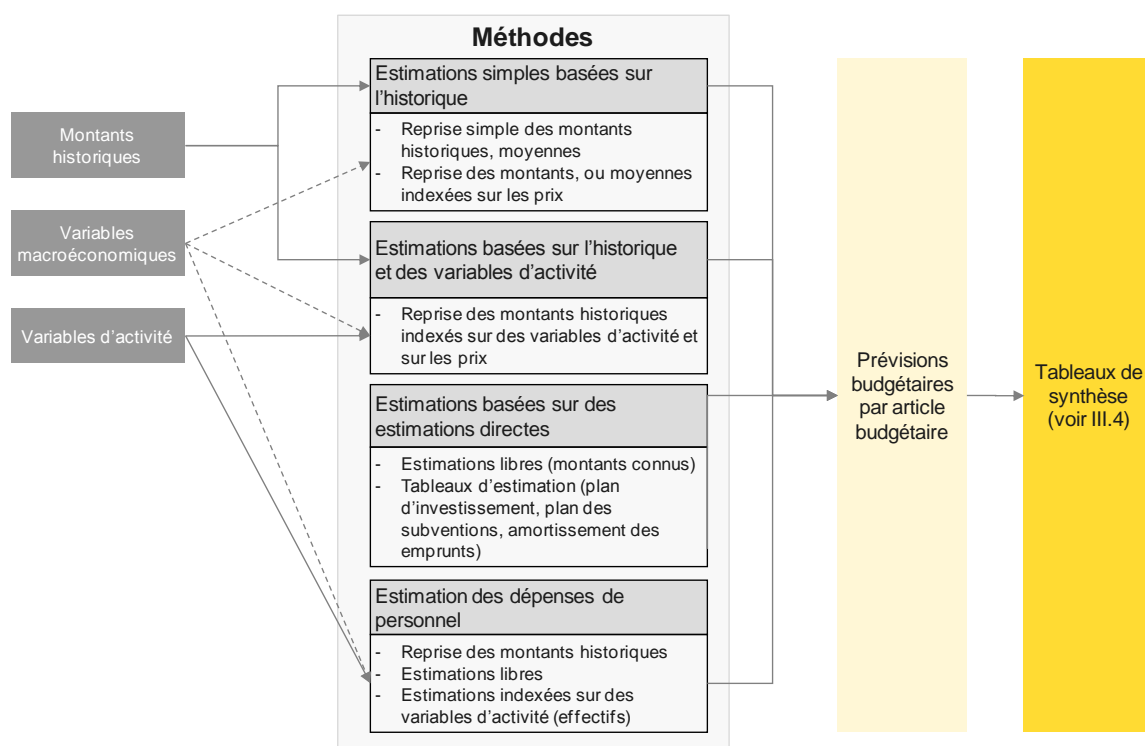 Méthodes
Montants
historiques
Variables
macroéconomiques
Variables d'activité
Estimations simples basées sur
l'historique
- Reprise simple des montants
historiques, moyennes
- Reprise des montants, ou moyennes
indexées sur les prix
Estimations basées sur l'historique
et des variables d'activité
- Reprise des montants historiques
indexés sur des variables d'activité et
sur les prix
Estimations basées sur des
estimations directes
- Estimations libres (montants connus)
- Tableaux d'estimation (plan
d'investissement, plan des
subventions, amortissement des
emprunts)
Estimation des dépenses de
personnel
- Reprise des montants historiques
- Estimations libres
- Estimations indexées sur des
variables d'activité (effectifs)
Prévisions
budgétaires
par article
budgétaire
Tableaux de
synthèse
(voir III.4)